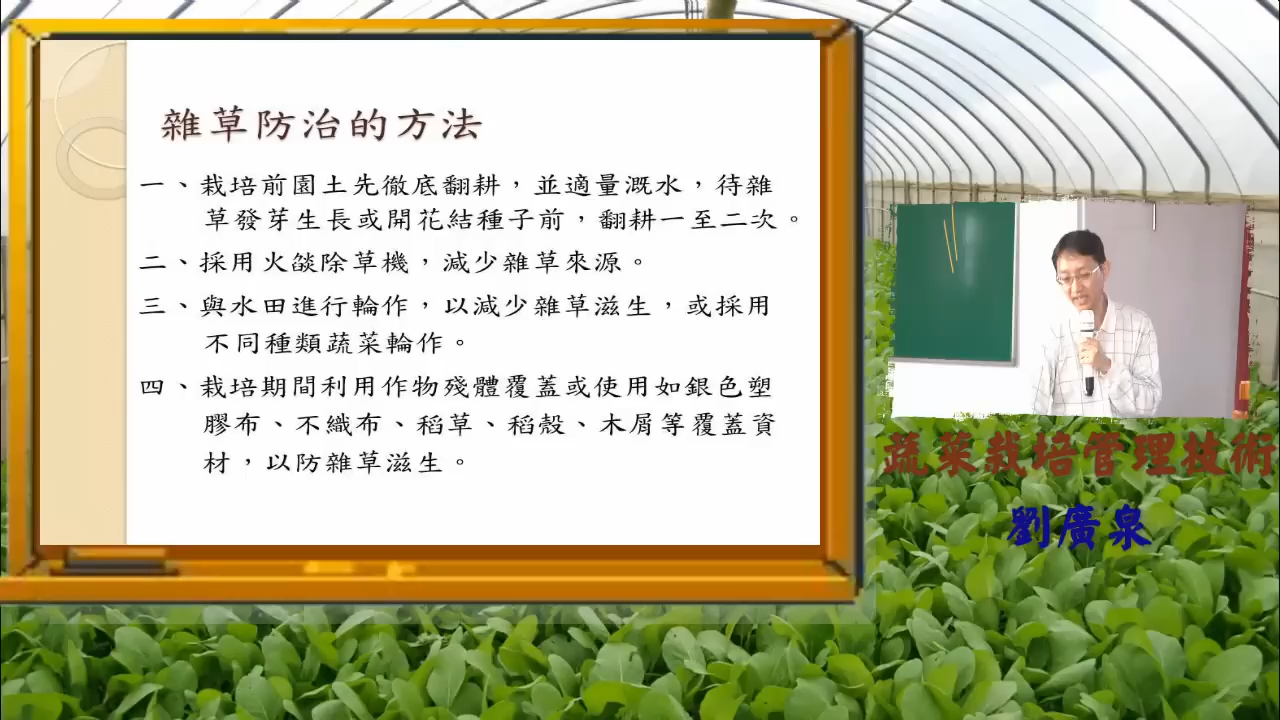 雜草防治的方法
一、栽培前園土先徹底翻耕，並適量溉水，待雜
草發芽生長或開花結種子前，翻耕一至二次。
二、採用火燄除草機，減少雜草來源。
三、與水田進行輪作，以減少雜草滋生，或採用
不同種類蔬菜輪作。
四、栽培期間利用作物殘體覆蓋或使用如銀色塑
膠布、不織布、稻草、稻殼、木屑等覆蓋資
材，以防雜草滋生。
蔬菜栽培管理技術
劉廣泉